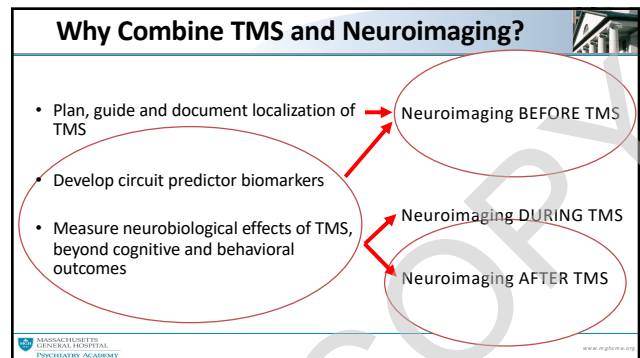 Why Combine TMS and Neuroimaging?
• Plan, guide and document localization of
TMS
Neuroimaging BEFORE TMS
• Develop circuit predictor biomarkers
• Measure neurobiological effects of TMS,
beyond cognitive and behavioral
outcomes
Neuroimaging DURING TMS
Neuroimaging AFTER TMS
COPY
MGH
MASSACHUSETTS
GENERAL HOSPITAL
PSYCHIATRY ACADEMY
www.mghcme.org